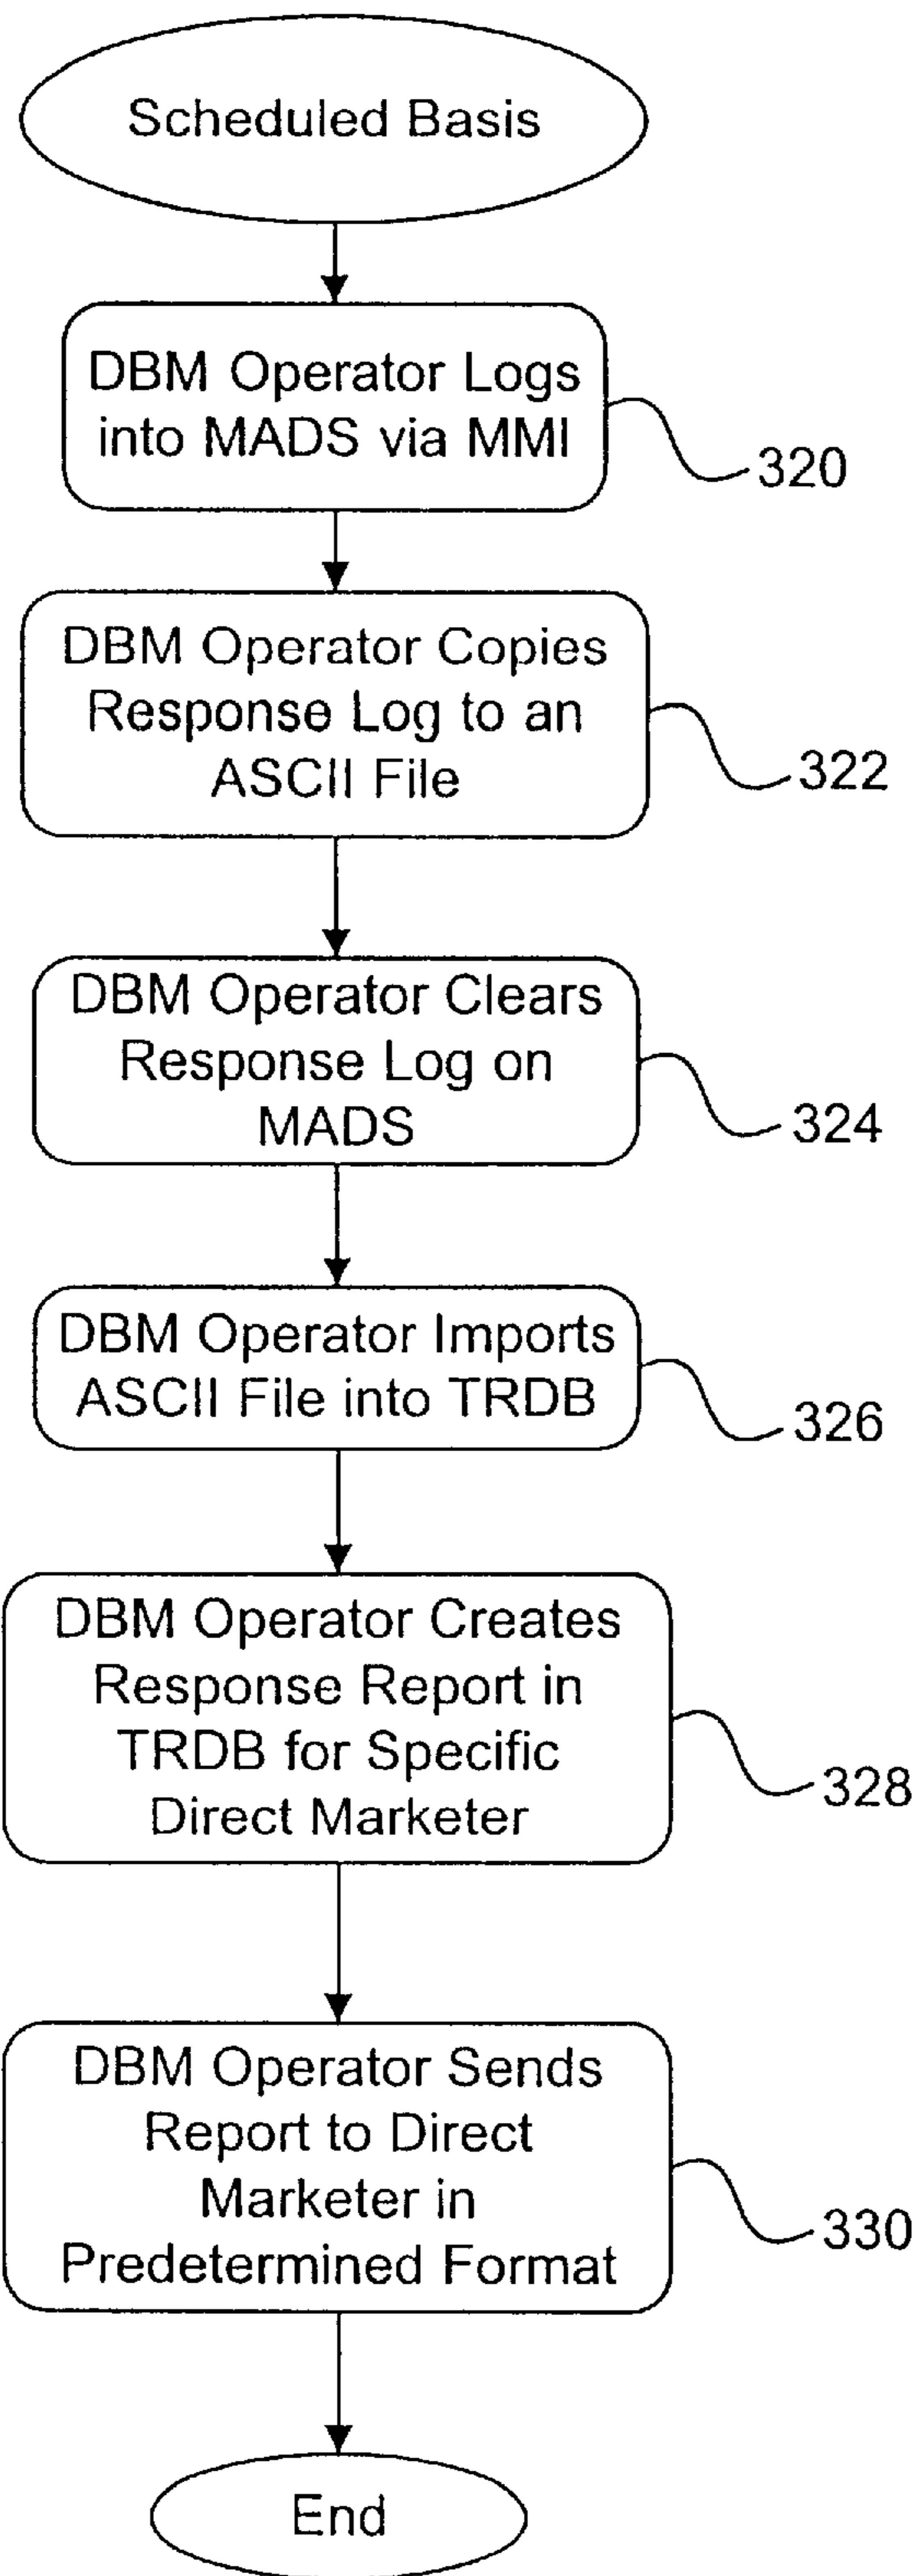 Scheduled Basis
DBM Operator Logs
into MADS via MMI
320
DBM Operator Copies
Response Log to an
ASCII File
322
DBM Operator Clears
Response Log on
MADS
324
DBM Operator Imports
ASCII File into TRDB
326
DBM Operator Creates
Response Report in
TRDB for Specific
Direct Marketer
328
DBM Operator Sends
Report to Direct
Marketer in
Predetermined Format
330
End